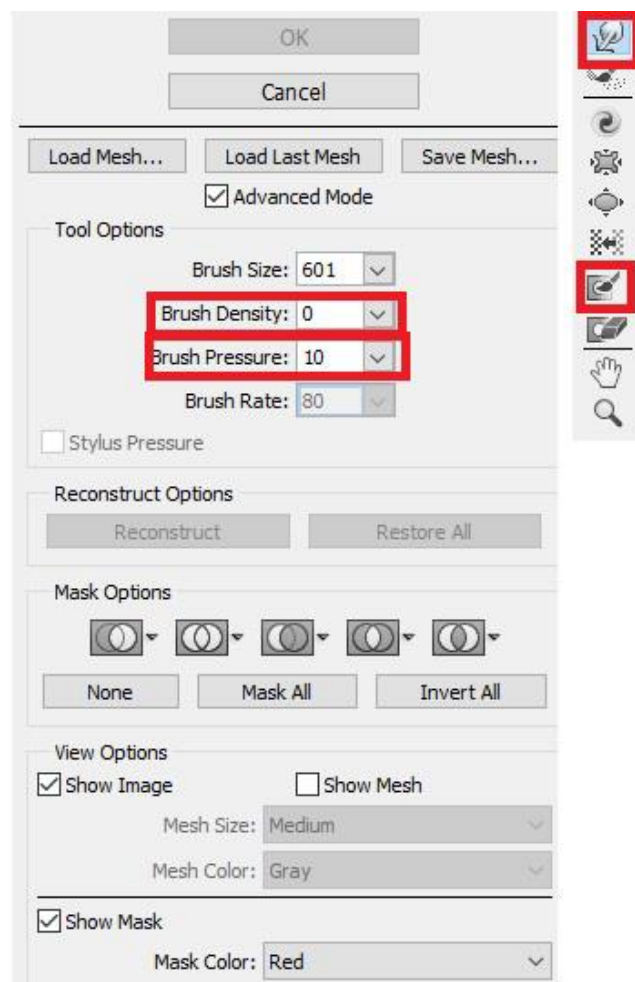 OK
Cancel
Load Mesh... Load Last Mesh Save Mesh...
Advanced Mode
Tool Options
Brush Size: 601
Brush Density: 0
Brush Pressure: 10
Brush Rate: 80
Stylus Pressure
Reconstruct Options
Reconstruct Restore All
Mask Options
None Mask All Invert All
View Options
Show Image Show Mesh
Mesh Size: Medium
Mesh Color: Gray
Show Mask
Mask Color: Red